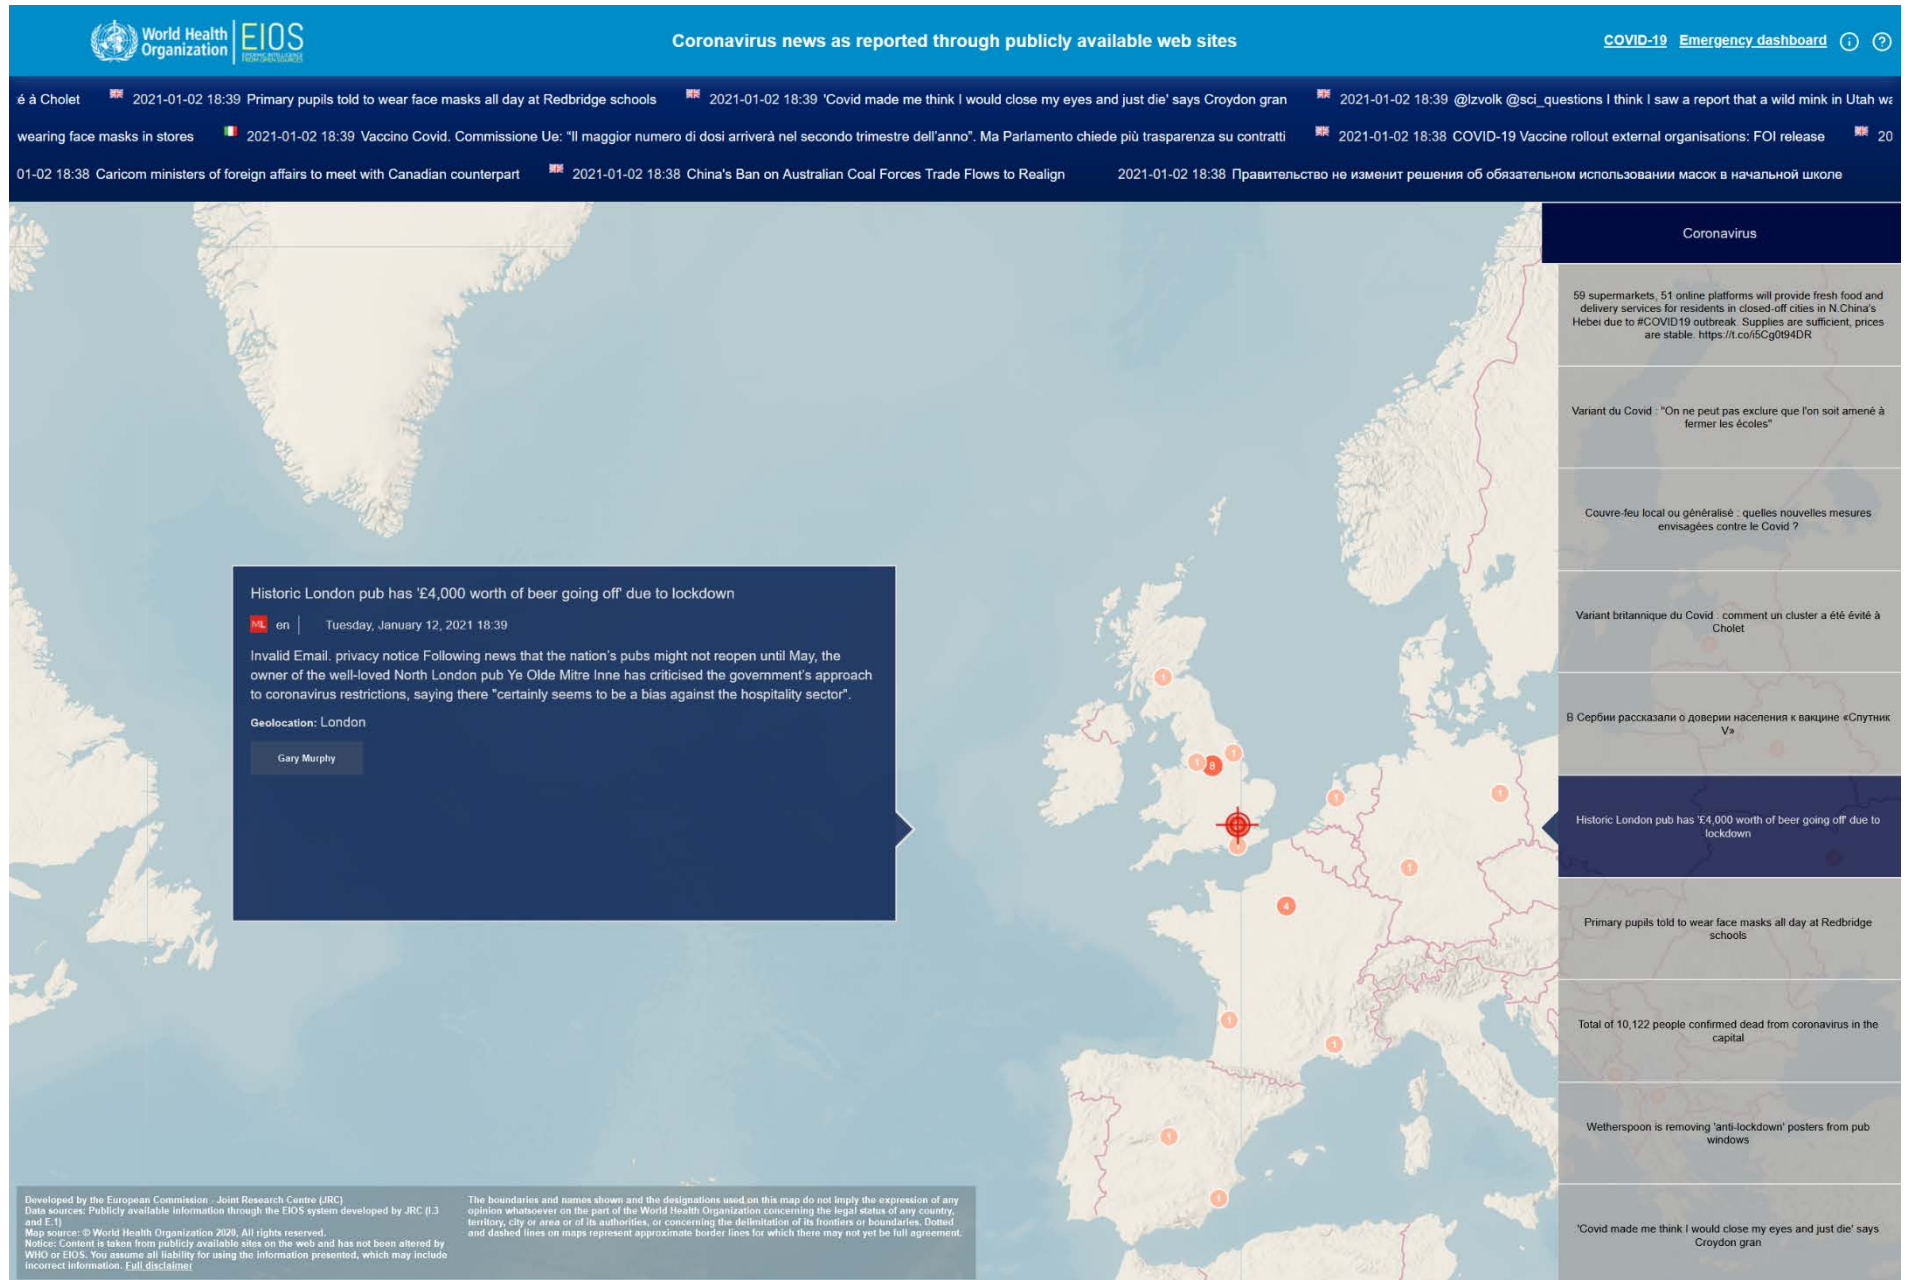 World Health
Organization
EIOS
EPIDEMIC INTELLIGENCE
FROM OPEN SOURCES
Coronavirus news as reported through publicly available web sites
COVID-19 Emergency dashboard
é à Cholet 2021-01-02 18:39 Primary pupils told to wear face masks all day at Redbridge schools 2021-01-02 18:39 'Covid made me think I would close my eyes and just die' says Croydon gran 2021-01-02 18:39 @lzvolk @sci_questions I think I saw a report that a wild mink in Utah wa
wearing face masks in stores 2021-01-02 18:39 Vaccino Covid. Commissione Ue: “Il maggior numero di dosi arriverà nel secondo trimestre dell’anno”. Ma Parlamento chiede più trasparenza su contratti 2021-01-02 18:38 COVID-19 Vaccine rollout external organisations: FOI release 20
01-02 18:38 Caricom ministers of foreign affairs to meet with Canadian counterpart 2021-01-02 18:38 China's Ban on Australian Coal Forces Trade Flows to Realign 2021-01-02 18:38 Правительство не изменит решения об обязательном использовании масок в начальной школе
Coronavirus
59 supermarkets, 51 online platforms will provide fresh food and
delivery services for residents in closed-off cities in N.China's
Hebei due to #COVID19 outbreak. Supplies are sufficient, prices
are stable. https://t.co/i5Cg0t94DR
Variant du Covid : "On ne peut pas exclure que l'on soit amené à
fermer les écoles"
Couvre-feu local ou généralisé : quelles nouvelles mesures
envisagées contre le Covid ?
Variant britannique du Covid : comment un cluster a été évité à
Cholet
В Сербии рассказали о доверии населения к вакцине «Спутник
V»
Historic London pub has '£4,000 worth of beer going off' due to
lockdown
Primary pupils told to wear face masks all day at Redbridge
schools
Total of 10,122 people confirmed dead from coronavirus in the
capital
Wetherspoon is removing 'anti-lockdown' posters from pub
windows
'Covid made me think I would close my eyes and just die' says
Croydon gran
Historic London pub has '£4,000 worth of beer going off' due to lockdown
ML en Tuesday, January 12, 2021 18:39
Invalid Email. privacy notice Following news that the nation’s pubs might not reopen until May, the
owner of the well-loved North London pub Ye Olde Mitre Inne has criticised the government’s approach
to coronavirus restrictions, saying there "certainly seems to be a bias against the hospitality sector".
Geolocation: London
Gary Murphy
1
1
1
8
1
1
1
1
4
1
1
1
1
Developed by the European Commission - Joint Research Centre (JRC)
Data sources: Publicly available information through the EIOS system developed by JRC (I.3
and E.1)
Map source: © World Health Organization 2020, All rights reserved.
Notice: Content is taken from publicly available sites on the web and has not been altered by
WHO or EIOS. You assume all liability for using the information presented, which may include
incorrect information. Full disclaimer
The boundaries and names shown and the designations used on this map do not imply the expression of any
opinion whatsoever on the part of the World Health Organization concerning the legal status of any country,
territory, city or area or of its authorities, or concerning the delimitation of its frontiers or boundaries. Dotted
and dashed lines on maps represent approximate border lines for which there may not yet be full agreement.